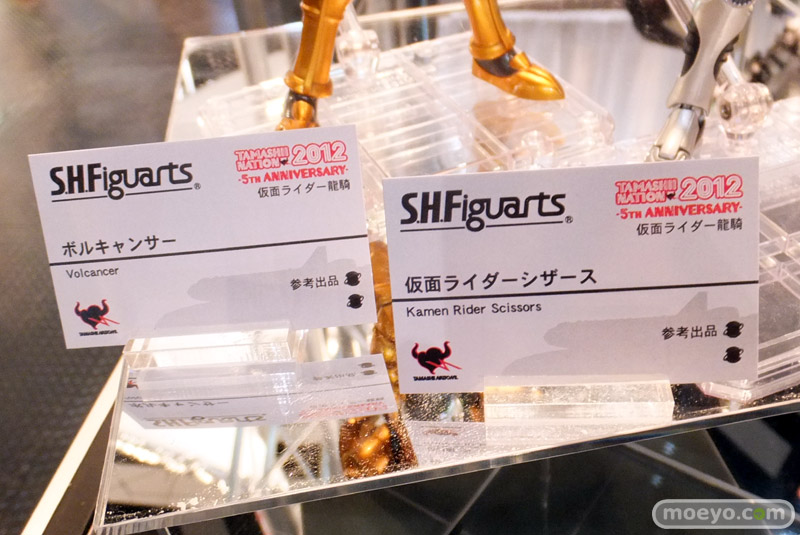 S.H.Figuarts®
TAMASHII NATION 2012
-5TH ANNIVERSARY-
仮面ライダー龍騎
ボルキャンサー
Volcancer
参考出品
S.H.Figuarts®
TAMASHII NATION 2012
-5TH ANNIVERSARY-
仮面ライダー龍騎
仮面ライダーシザース
Kamen Rider Scissors
参考出品
moeyo.com